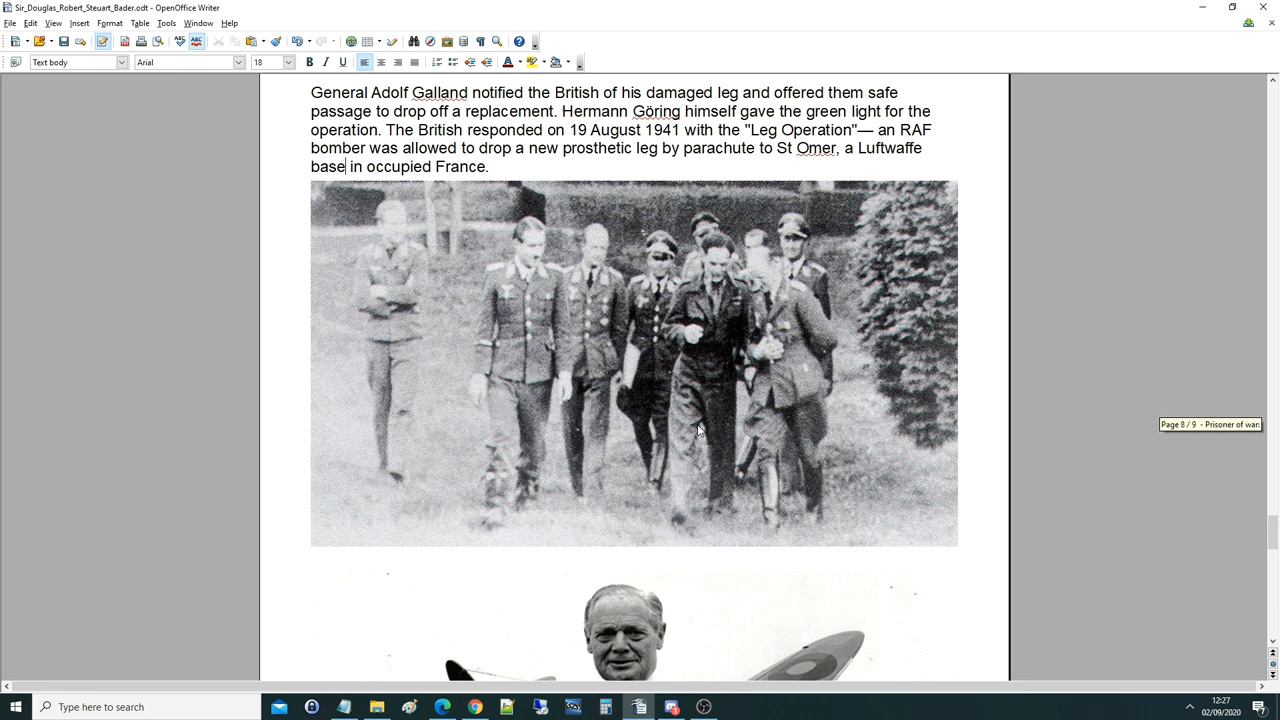 Sir_Douglas_Robert_Steuart_Bader.odt - OpenOffice Writer
File Edit View Insert Format Table Tools Window Help
Text body Arial 18
General Adolf Galland notified the British of his damaged leg and offered them safe
passage to drop off a replacement. Hermann Göring himself gave the green light for the
operation. The British responded on 19 August 1941 with the "Leg Operation"— an RAF
bomber was allowed to drop a new prosthetic leg by parachute to St Omer, a Luftwaffe
base in occupied France.
Page 8 / 9 - Prisoner of war:
Type here to search
12:27
02/09/2020